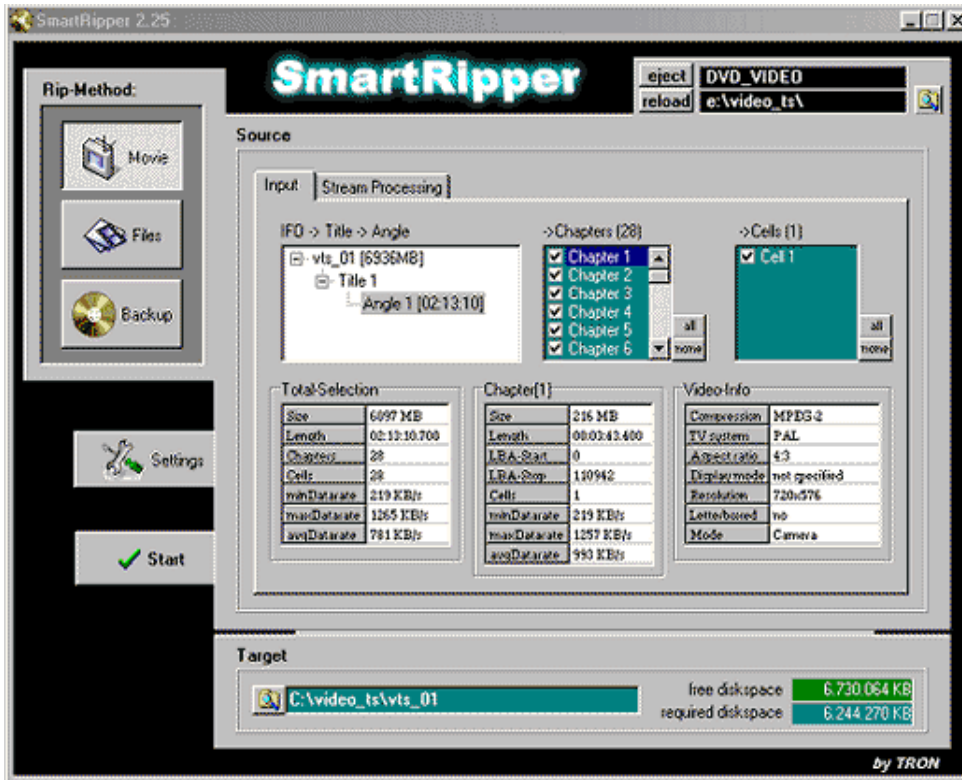 SmartRipper 2.25
SmartRipper
eject DVD_VIDEO
reload e:\video_ts\
Rip-Method:
Movie
Files
Backup
Settings
Start
Source
Input Stream Processing
IFO -> Title -> Angle
vts_01 [6936MB]
Title 1
Angle 1 [02:13:10]
->Chapters (28)
Chapter 1
Chapter 2
Chapter 3
Chapter 4
Chapter 5
Chapter 6
all
none
->Cells (1)
Cell 1
all
none
Total-Selection
Size 6097 MB
Length 02:13:10.700
Chapters 28
Cells 28
minDatarate 219 KB/s
maxDatarate 1265 KB/s
avgDatarate 781 KB/s
Chapter[1]
Size 216 MB
Length 00:03:43.400
LBA-Start 0
LBA-Stop 110942
Cells 1
minDatarate 219 KB/s
maxDatarate 1257 KB/s
avgDatarate 993 KB/s
Video-Info
Compression MPEG-2
TV system PAL
Aspect ratio 4:3
Display mode not specified
Resolution 720x576
Letterboxed no
Mode Camera
Target
C:\video_ts\vts_01
free diskspace 6.730.064 KB
required diskspace 6.244.270 KB
by TRON